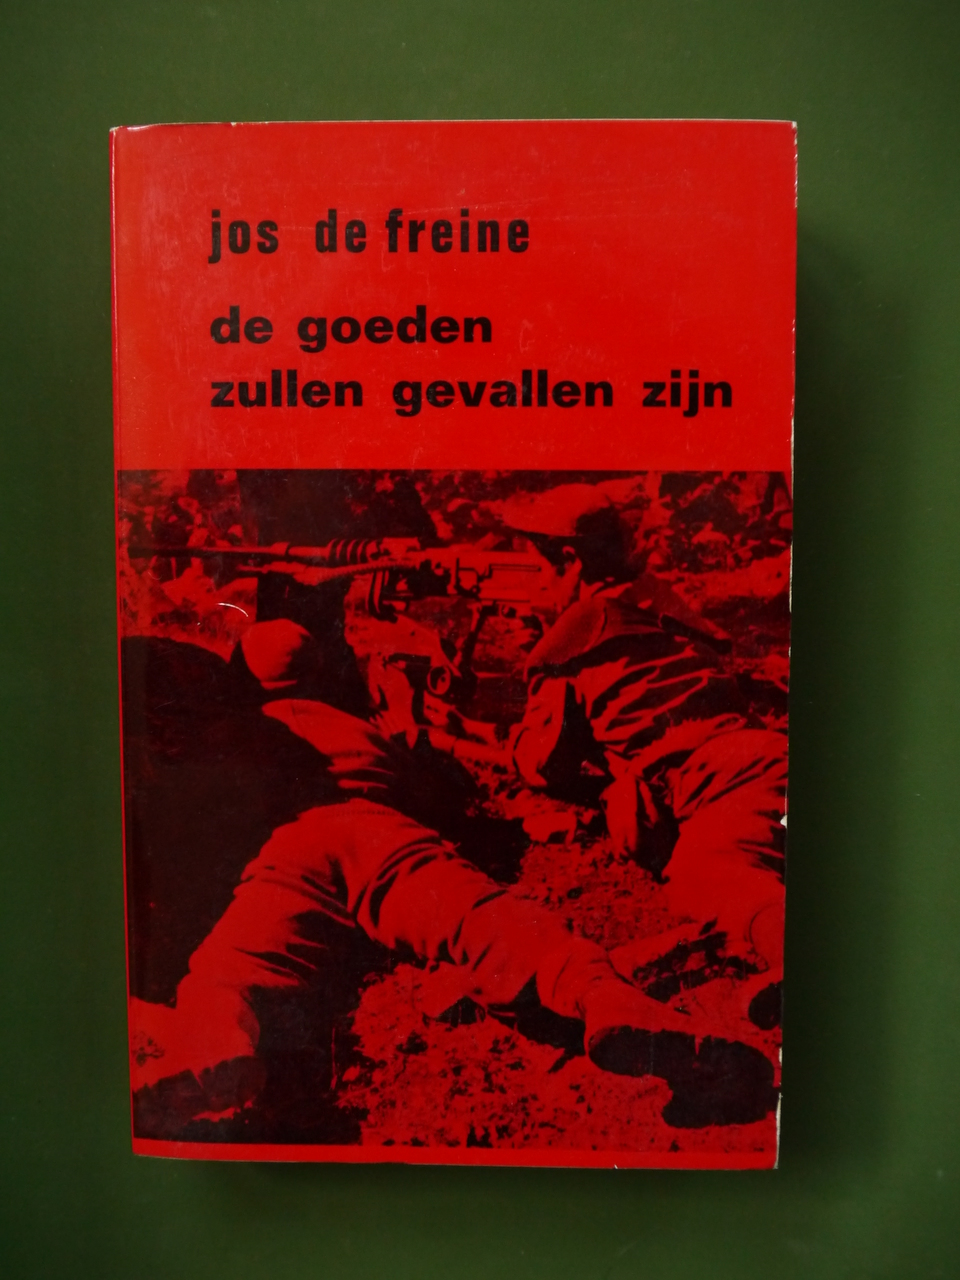 jos de freine
de goeden
zullen gevallen zijn